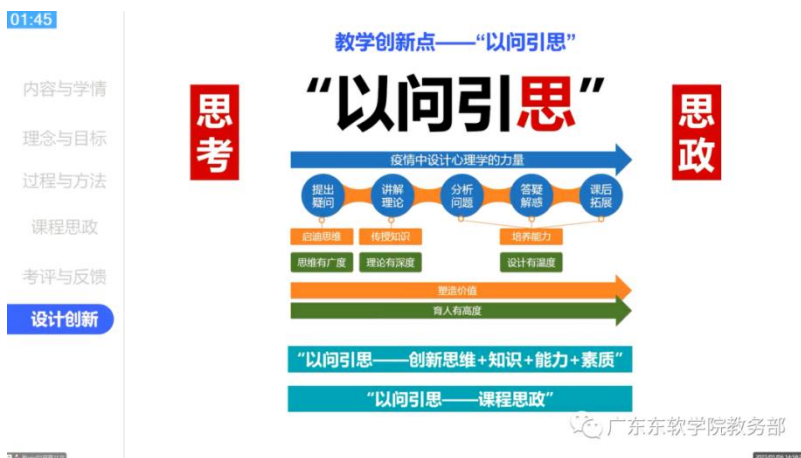 01:45
内容与学情
理念与目标
过程与方法
课程思政
考评与反馈
设计创新
教学创新点——“以问引思”
“以问引思”
思考
思政
疫情中设计心理学的力量
提出
疑问
讲解
理论
分析
问题
答疑
解惑
课后
拓展
启迪思维
传授知识
培养能力
思维有广度
理论有深度
设计有温度
塑造价值
育人有高度
“以问引思——创新思维+知识+能力+素质”
“以问引思——课程思政”
广东东软学院教务部